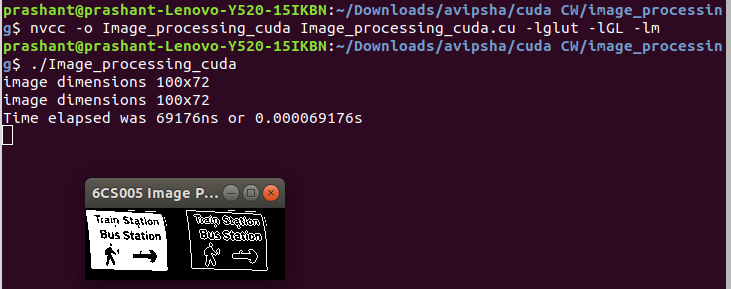 prashant@prashant-Lenovo-Y520-15IKBN:~/Downloads/avipsha/cuda CW/image_processin
g$ nvcc -o Image_processing_cuda Image_processing_cuda.cu -lglut -lGL -lm
prashant@prashant-Lenovo-Y520-15IKBN:~/Downloads/avipsha/cuda CW/image_processin
g$ ./Image_processing_cuda
image dimensions 100x72
image dimensions 100x72
Time elapsed was 69176ns or 0.000069176s
6CS005 Image P...
Train Station Train Station
Bus Station Bus Station